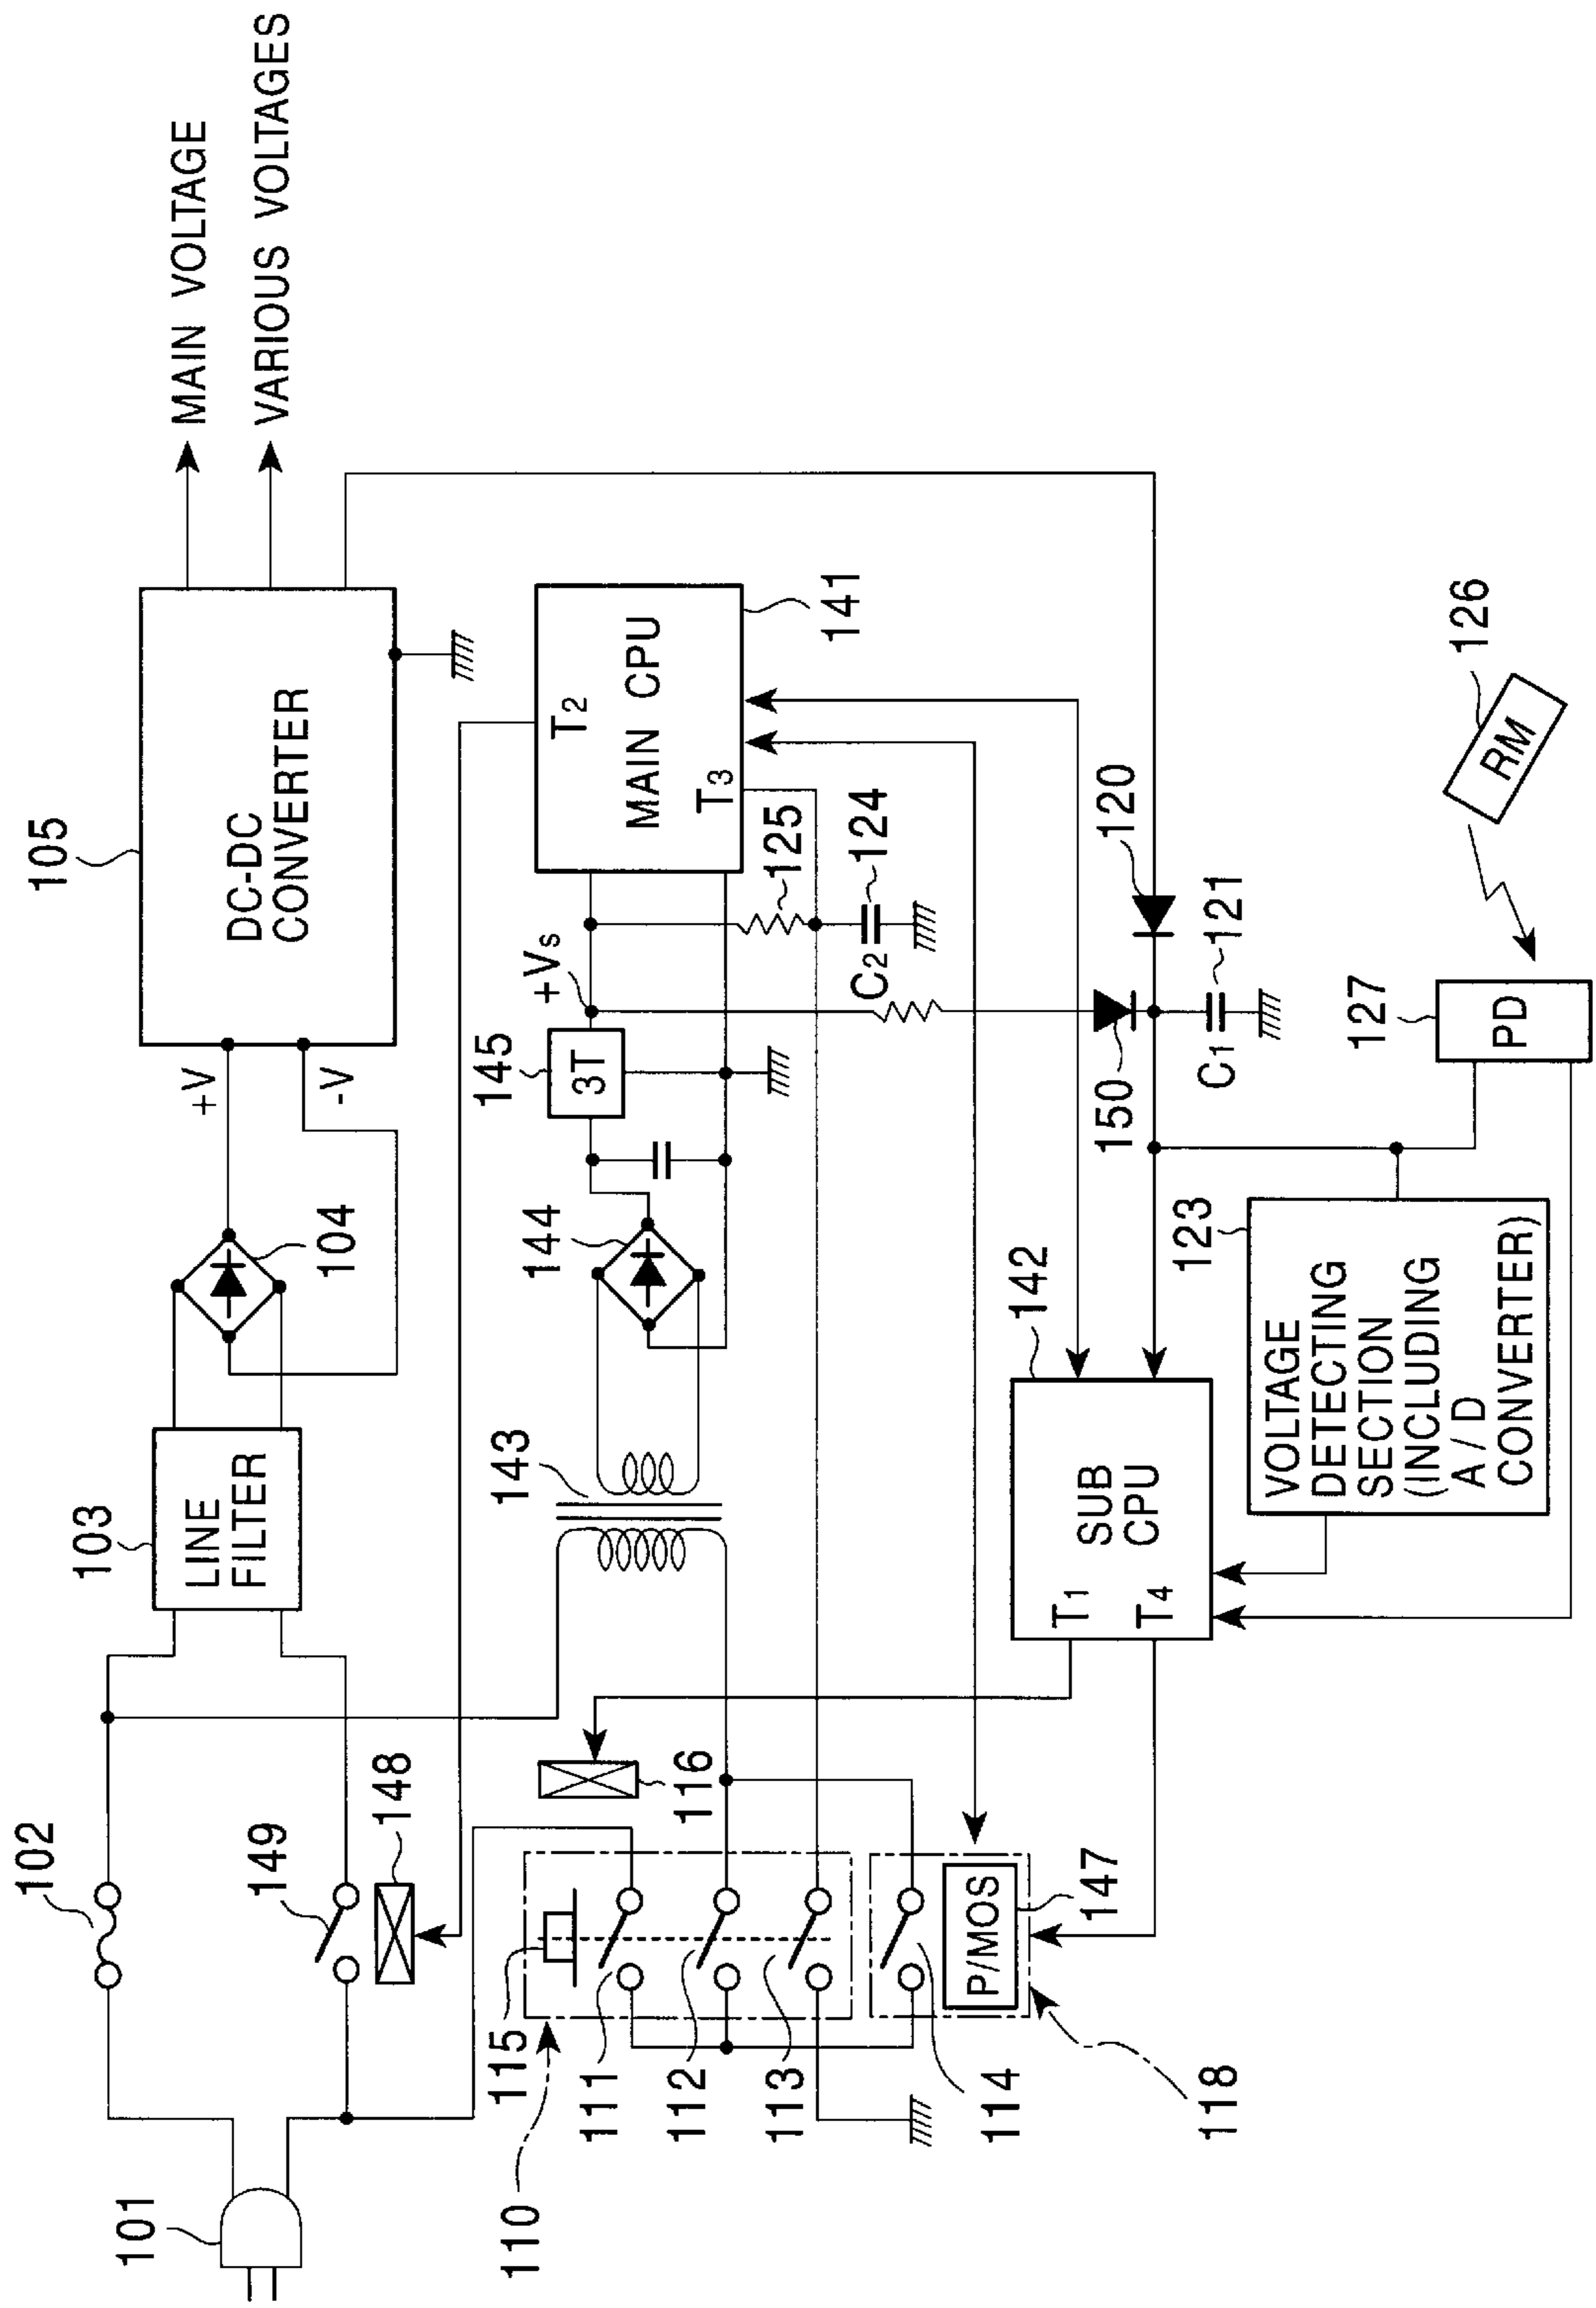 101
102
103
LINE
FILTER
104
+V
-V
105
DC-DC
CONVERTER
MAIN VOLTAGE
VARIOUS VOLTAGES
149
148
143
144
145
3T
+Vs
T2
MAIN CPU
T3
141
125
C2
124
110
115
111
112
113
114
116
118
P/MOS
147
142
T1
SUB
CPU
T4
150
120
C1
121
123
VOLTAGE
DETECTING
SECTION
(INCLUDING
A/D
CONVERTER)
127
PD
126
RM